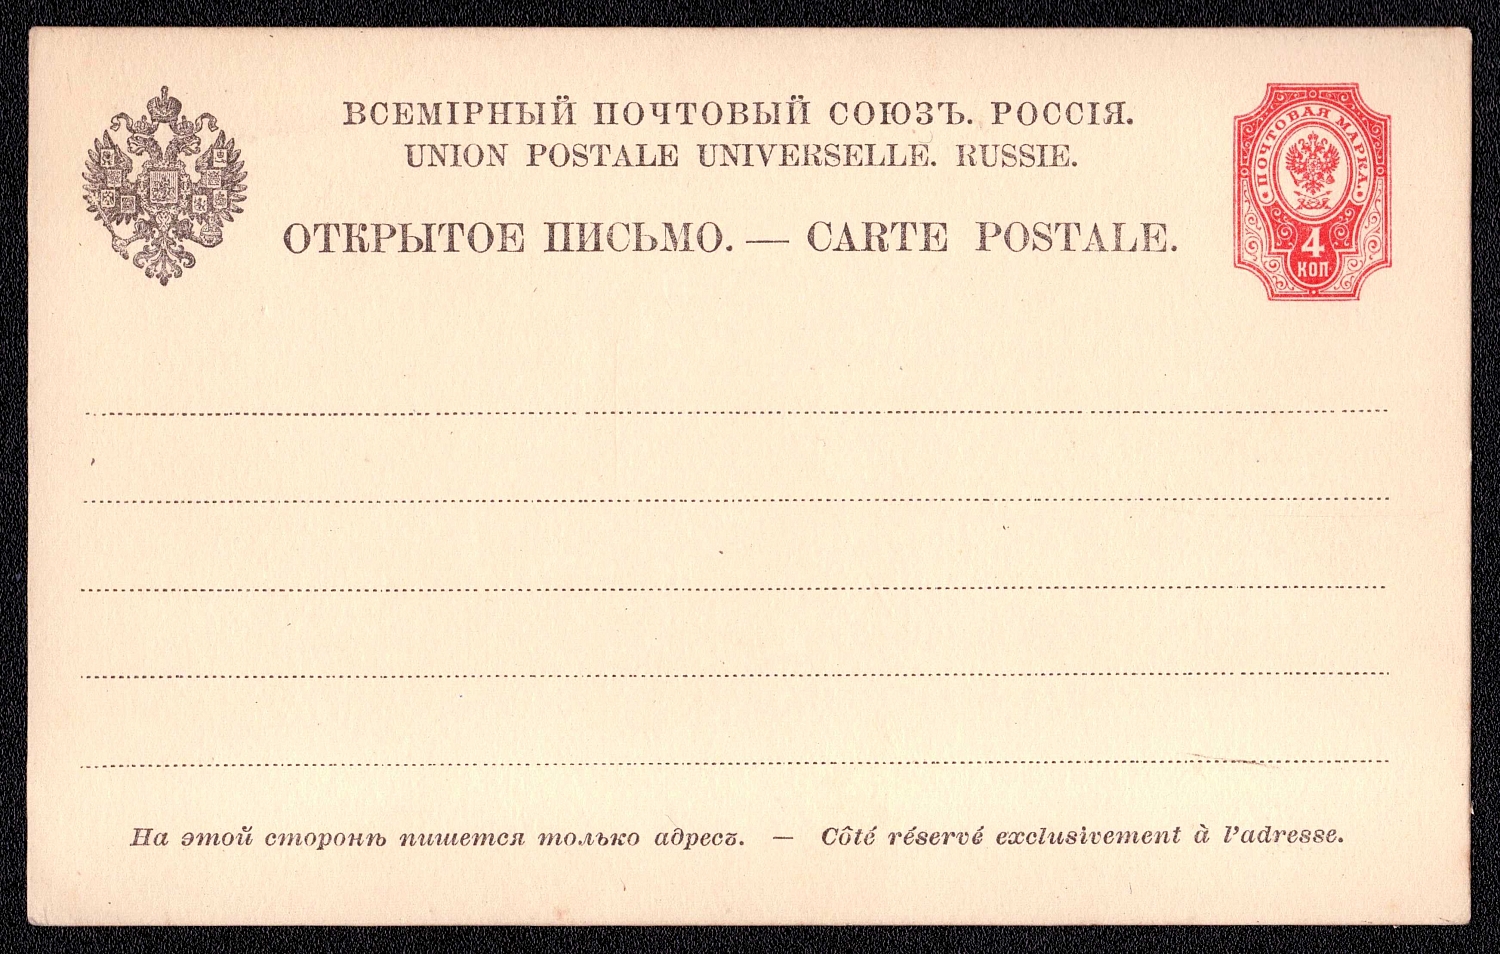 ВСЕМІРНЫЙ ПОЧТОВЫЙ СОЮЗЪ. РОССІЯ.
UNION POSTALE UNIVERSELLE. RUSSIE.
ОТКРЫТОЕ ПИСЬМО. — CARTE POSTALE.
ПОЧТОВАЯ МАРКА.
4
КОП
На этой сторонѣ пишется только адресъ. — Côté réservé exclusivement à l'adresse.